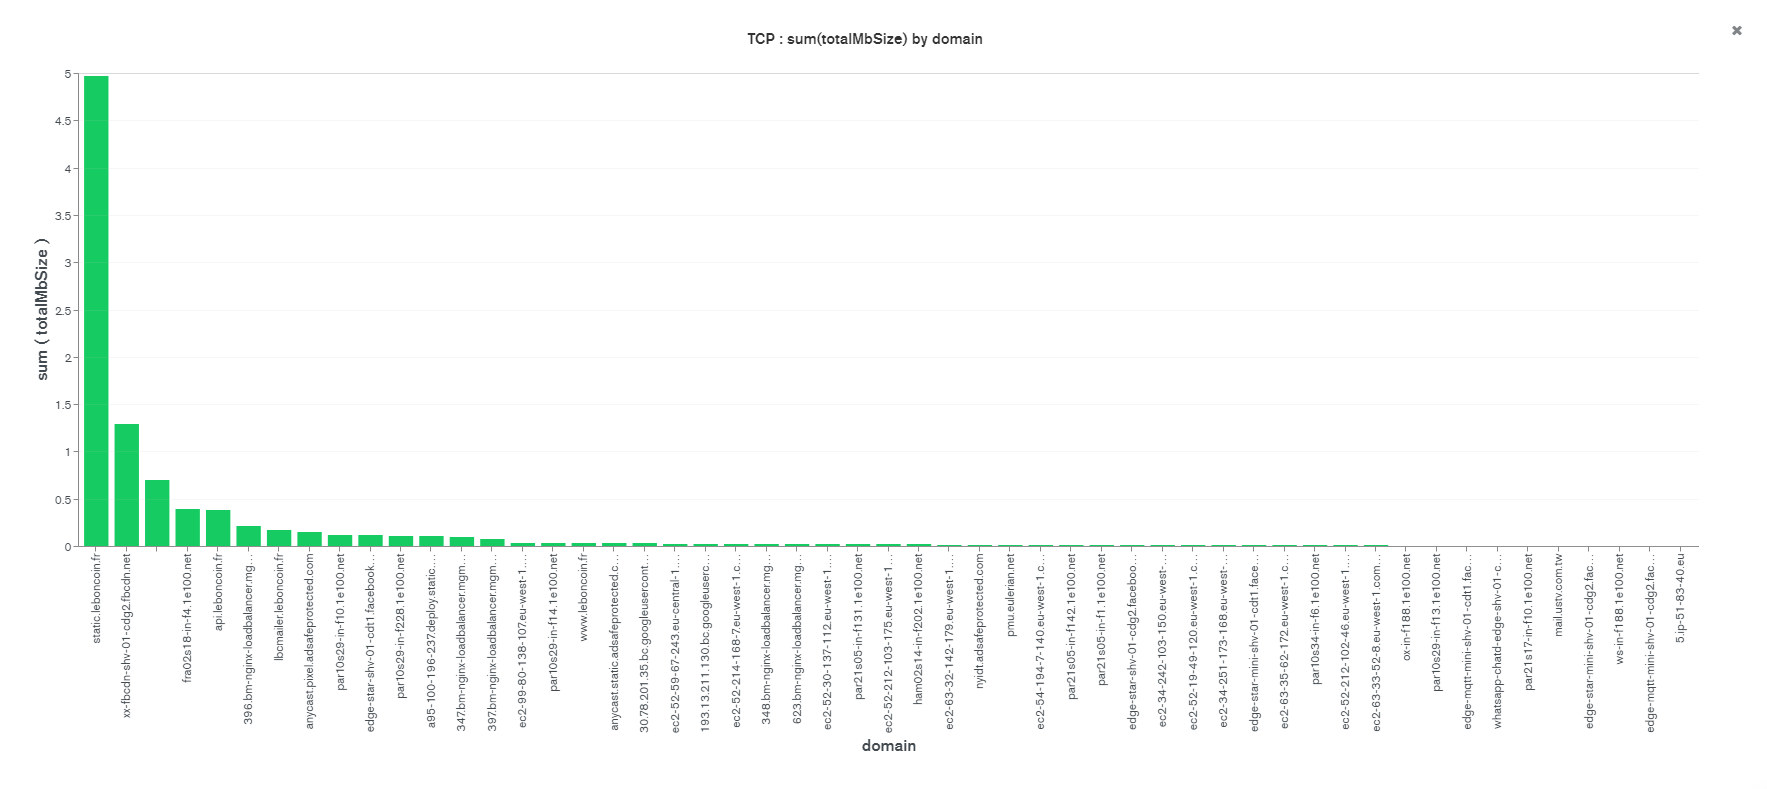 TCP : sum(totalMbSize) by domain
✖
sum ( totalMbSize )
5
4.5
4
3.5
3
2.5
2
1.5
1
0.5
0
static.leboncoin.fr
xx-fbcdn-shv-01-cdg2.fbcdn.net
fra02s18-in-f4.1e100.net
api.leboncoin.fr
396.bm-nginx-loadbalancer.mg...
lbcmailer.leboncoin.fr
anycast.pixel.adsafeprotected.com
par10s29-in-f10.1e100.net
edge-star-shv-01-cdt1.facebook...
par10s29-in-f228.1e100.net
a95-100-196-237.deploy.static...
347.bm-nginx-loadbalancer.mgm...
397.bm-nginx-loadbalancer.mgm...
ec2-99-80-138-107.eu-west-1....
par10s29-in-f14.1e100.net
www.leboncoin.fr
anycast.static.adsafeprotected.c...
30.78.201.35.bc.googleusercont...
ec2-52-59-67-243.eu-central-1....
193.13.211.130.bc.googleuserc...
ec2-52-214-168-7.eu-west-1.c...
348.bm-nginx-loadbalancer.mg...
623.bm-nginx-loadbalancer.mg...
ec2-52-30-137-112.eu-west-1...
par21s05-in-f131.1e100.net
ec2-52-212-103-175.eu-west-1...
ham02s14-in-f202.1e100.net
ec2-63-32-142-179.eu-west-1....
nyidt.adsafeprotected.com
pmu.eulerian.net
ec2-54-194-7-140.eu-west-1.c...
par21s05-in-f142.1e100.net
par21s05-in-f1.1e100.net
edge-star-shv-01-cdg2.faceboo...
ec2-34-242-103-150.eu-west-...
ec2-52-19-49-120.eu-west-1.c...
ec2-34-251-173-168.eu-west-...
edge-star-mini-shv-01-cdt1.face...
ec2-63-35-62-172.eu-west-1.c...
par10s34-in-f6.1e100.net
ec2-52-212-102-46.eu-west-1...
ec2-63-33-52-8.eu-west-1.com...
ox-in-f188.1e100.net
par10s29-in-f13.1e100.net
edge-mqtt-mini-shv-01-cdt1.fac...
whatsapp-chatd-edge-shv-01-c...
par21s17-in-f10.1e100.net
mail.ustv.com.tw
edge-star-mini-shv-01-cdg2.fac...
ws-in-f188.1e100.net
edge-mqtt-mini-shv-01-cdg2.fac...
5.ip-51-83-40.eu
domain